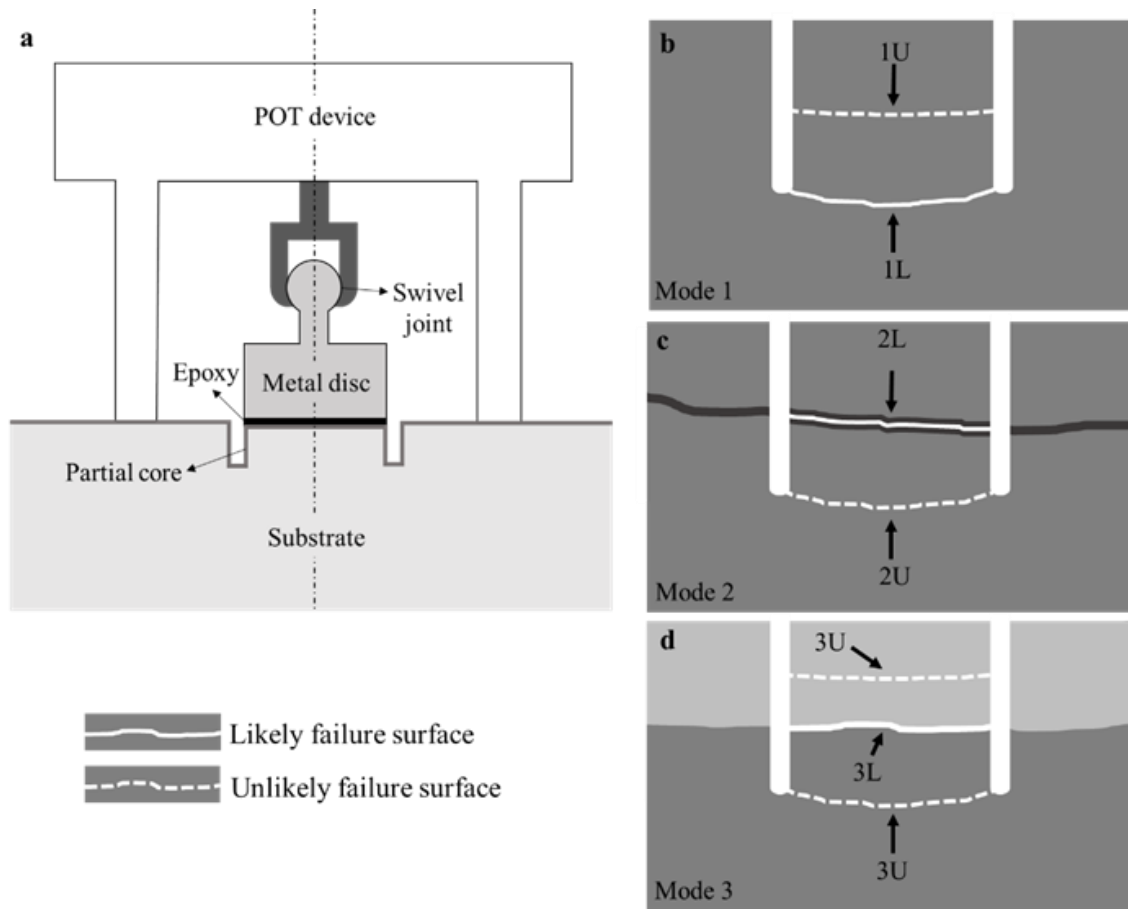 a
POT device
Swivel
joint
Epoxy
Metal disc
Partial core
Substrate
Likely failure surface
Unlikely failure surface
b
1U
1L
Mode 1
c
2L
2U
Mode 2
d
3U
3L
3U
Mode 3